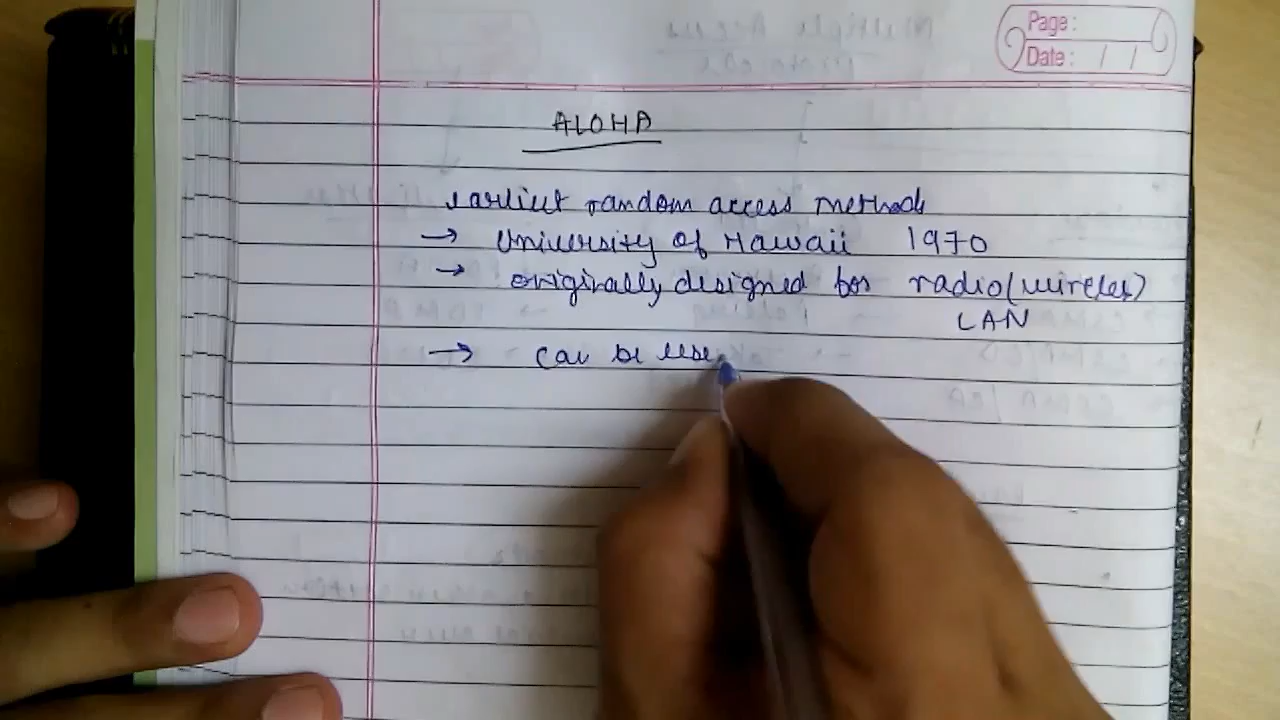 Page:
Date: / /
ALOHA
earliest random access method
→ University of Hawaii 1970
→ originally designed for radio (wireless)
LAN
→ can be use